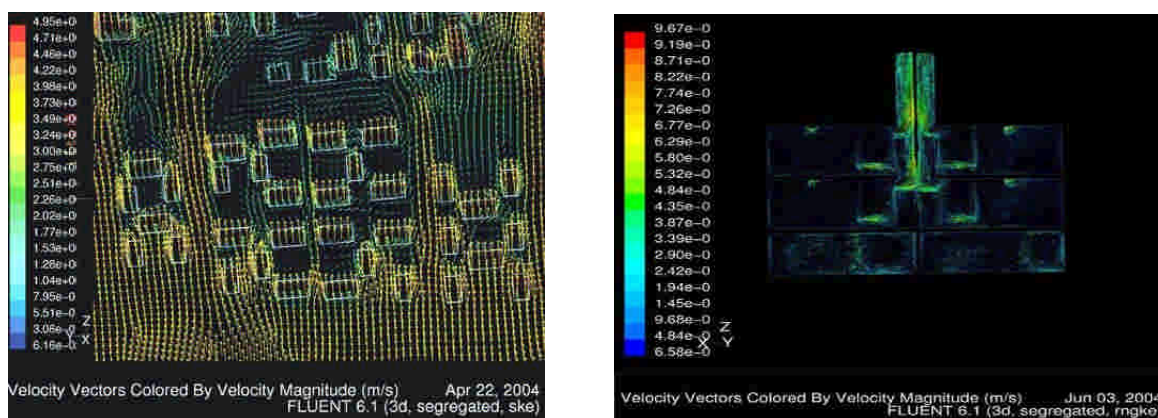 4.95e+0
4.71e+0
4.46e+0
4.22e+0
3.98e+0
3.73e+0
3.49e+0
3.24e+0
3.00e+0
2.75e+0
2.51e+0
2.26e+0
2.02e+0
1.77e+0
1.53e+0
1.28e+0
1.04e+0
7.95e-0
5.51e-0
3.06e-0
6.16e-0
Z
Y X
Velocity Vectors Colored By Velocity Magnitude (m/s) Apr 22, 2004
FLUENT 6.1 (3d, segregated, ske)
9.67e-0
9.19e-0
8.71e-0
8.22e-0
7.74e-0
7.26e-0
6.77e-0
6.29e-0
5.80e-0
5.32e-0
4.84e-0
4.35e-0
3.87e-0
3.39e-0
2.90e-0
2.42e-0
1.94e-0
1.45e-0
9.68e-0
4.84e-0
6.58e-0
Z
X Y
Velocity Vectors Colored By Velocity Magnitude (m/s) Jun 03, 2004
FLUENT 6.1 (3d, segregated, rngke)